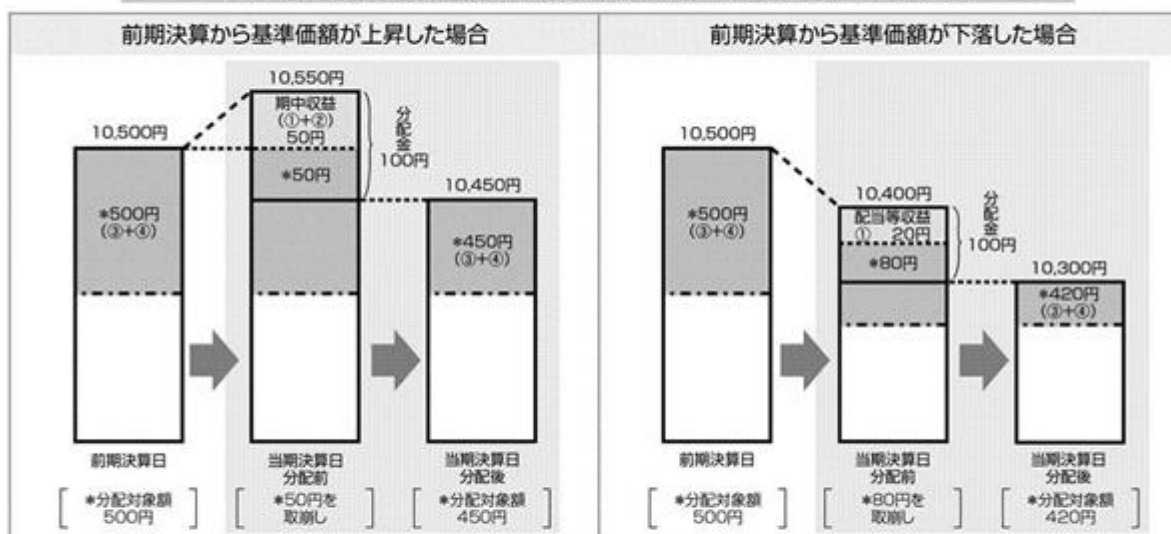 前期決算から基準価額が上昇した場合
10,550円
期中収益
(①+②)
50円
*50円
分配金
100円
10,500円
*500円
(③+④)
10,450円
*450円
(③+④)
前期決算日
当期決算日
分配前
当期決算日
分配後
*分配対象額
500円
*50円を
取崩し
*分配対象額
450円
前期決算から基準価額が下落した場合
10,500円
*500円
(③+④)
10,400円
配当等収益
① 20円
*80円
分配金
100円
10,300円
*420円
(③+④)
前期決算日
当期決算日
分配前
当期決算日
分配後
*分配対象額
500円
*80円を
取崩し
*分配対象額
420円